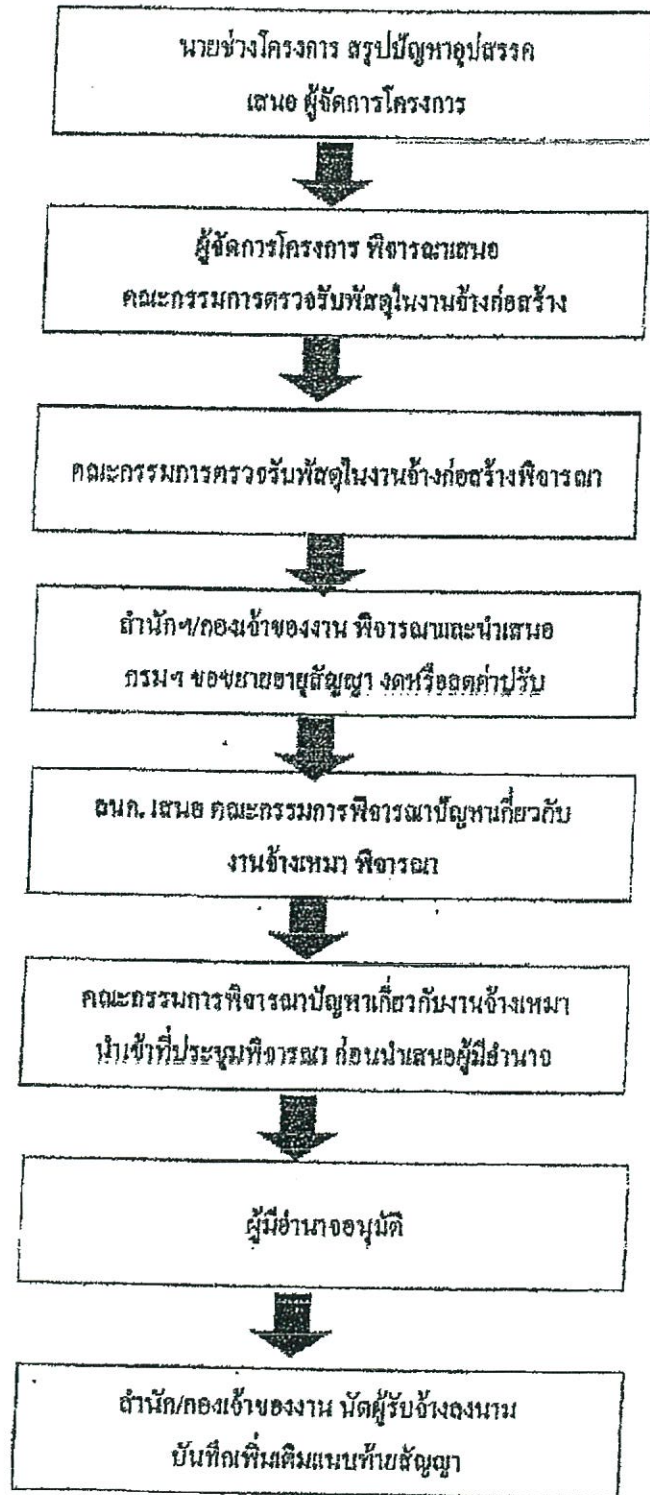 นายช่างโครงการ สรุปปัญหาอุปสรรค
เสนอ ผู้จัดการโครงการ
ผู้จัดการโครงการ พิจารณาเสนอ
คณะกรรมการตรวจรับพัสดุในงานจ้างก่อสร้าง
คณะกรรมการตรวจรับพัสดุในงานจ้างก่อสร้างพิจารณา
สำนักฯ/กองเจ้าของงาน พิจารณาและนำเสนอ
กรมฯ ขอขยายอายุสัญญา งดหรือลดค่าปรับ
เสนอ คณะกรรมการพิจารณาปัญหาเกี่ยวกับ
งานจ้างเหมา พิจารณา
คณะกรรมการพิจารณาปัญหาเกี่ยวกับงานจ้างเหมา
นำเข้าที่ประชุมพิจารณา ก่อนนำเสนอผู้มีอำนาจ
ผู้มีอำนาจอนุมัติ
สำนัก/กองเจ้าของงาน นัดผู้รับจ้างลงนาม
บันทึกเพิ่มเติมแนบท้ายสัญญา